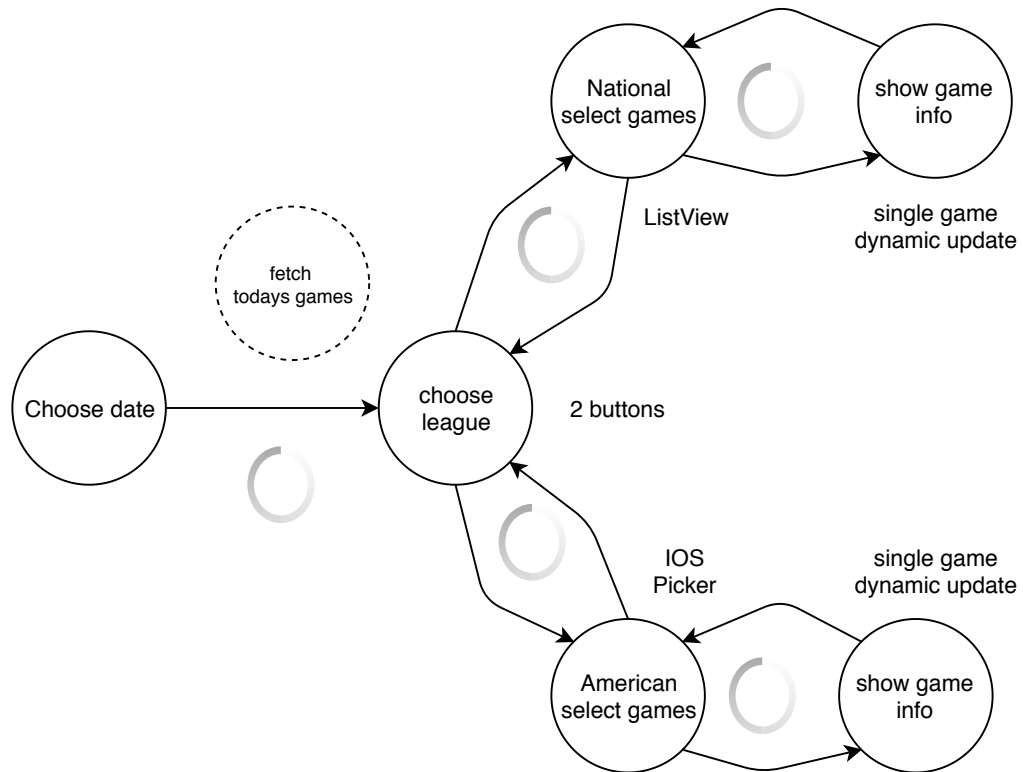 National
select games
show game
info
ListView
single game
dynamic update
fetch
todays games
Choose date
choose
league
2 buttons
IOS
Picker
single game
dynamic update
American
select games
show game
info